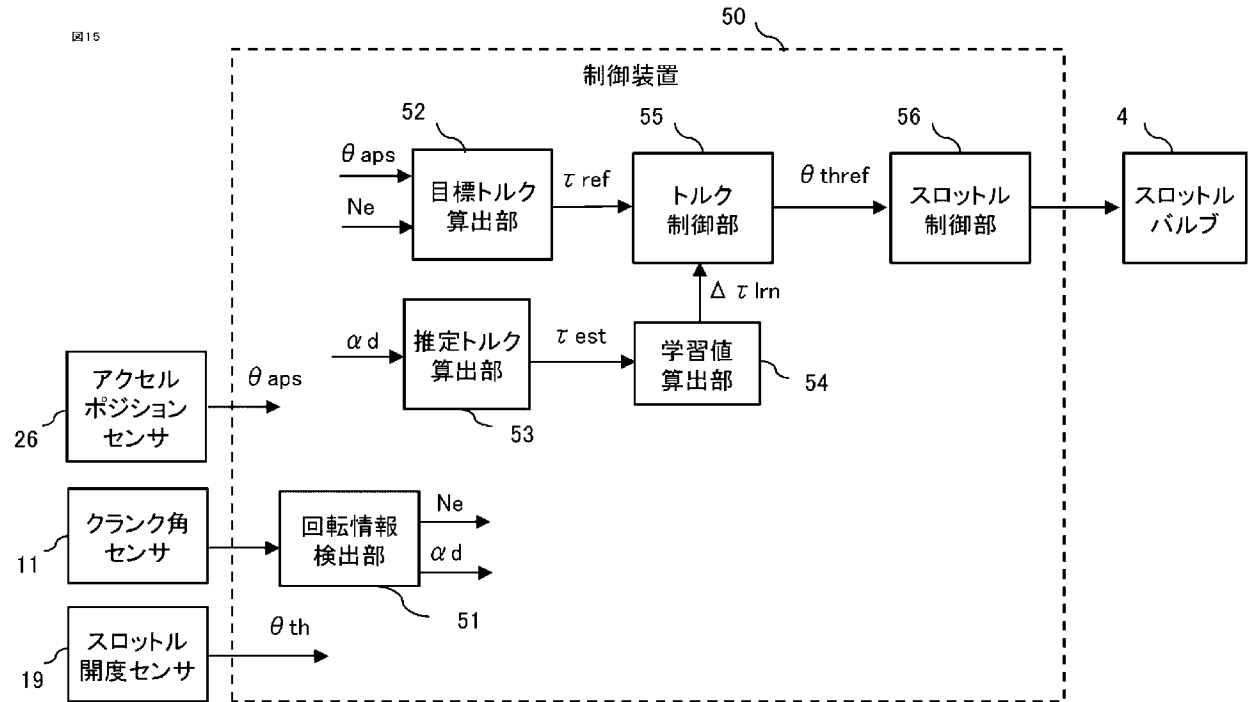 図15
50
制御装置
52
55
56
4
θaps
Ne
目標トルク
算出部
τref
トルク
制御部
θthref
スロットル
制御部
スロットル
バルブ
Δτlrn
αd
推定トルク
算出部
τest
学習値
算出部
54
53
アクセル
ポジション
センサ
θaps
26
クランク角
センサ
11
回転情報
検出部
Ne
αd
51
スロットル
開度センサ
θth
19